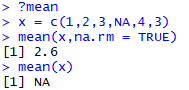 > ?mean
> x = c(1,2,3,NA,4,3)
> mean(x,na.rm = TRUE)
[1] 2.6
> mean(x)
[1] NA